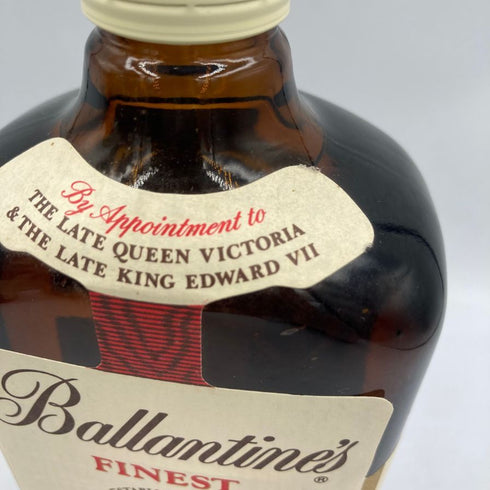 By Appointment to
THE LATE QUEEN VICTORIA
& THE LATE KING EDWARD VII
Ballantine's
®
FINEST